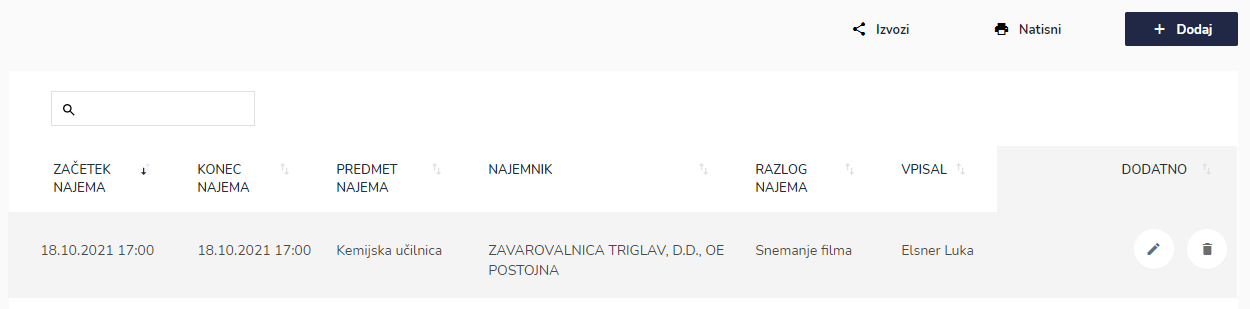 Izvozi
Natisni
+ Dodaj
ZAČETEK NAJEMA
KONEC NAJEMA
PREDMET NAJEMA
NAJEMNIK
RAZLOG NAJEMA
VPISAL
DODATNO
18.10.2021 17:00
18.10.2021 17:00
Kemijska učilnica
ZAVAROVALNICA TRIGLAV, D.D., OE
POSTOJNA
Snemanje filma
Elsner Luka